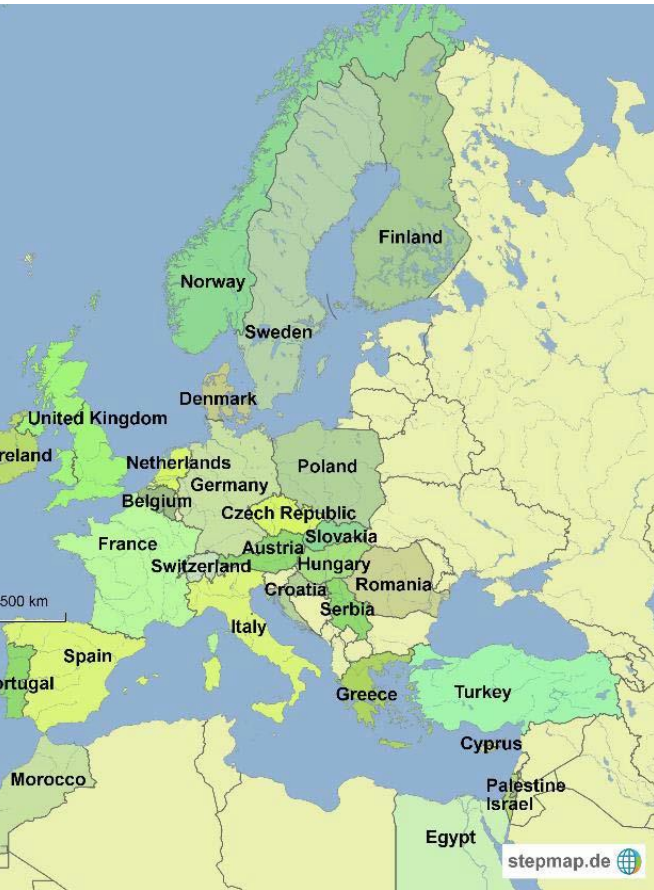 Finland
Norway
Sweden
Denmark
United Kingdom
reland
Netherlands
Poland
Germany
Belgium
Czech Republic
Slovakia
France
Austria
Switzerland
Hungary
Romania
Croatia
500 km
Serbia
Italy
Spain
rtugal
Greece
Turkey
Cyprus
Morocco
Palestine
Israel
Egypt
stepmap.de